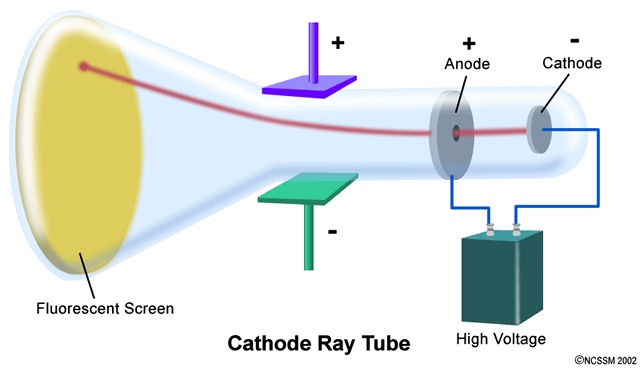 +
+
-
Anode
Cathode
-
Fluorescent Screen
High Voltage
Cathode Ray Tube
©NCSSM 2002